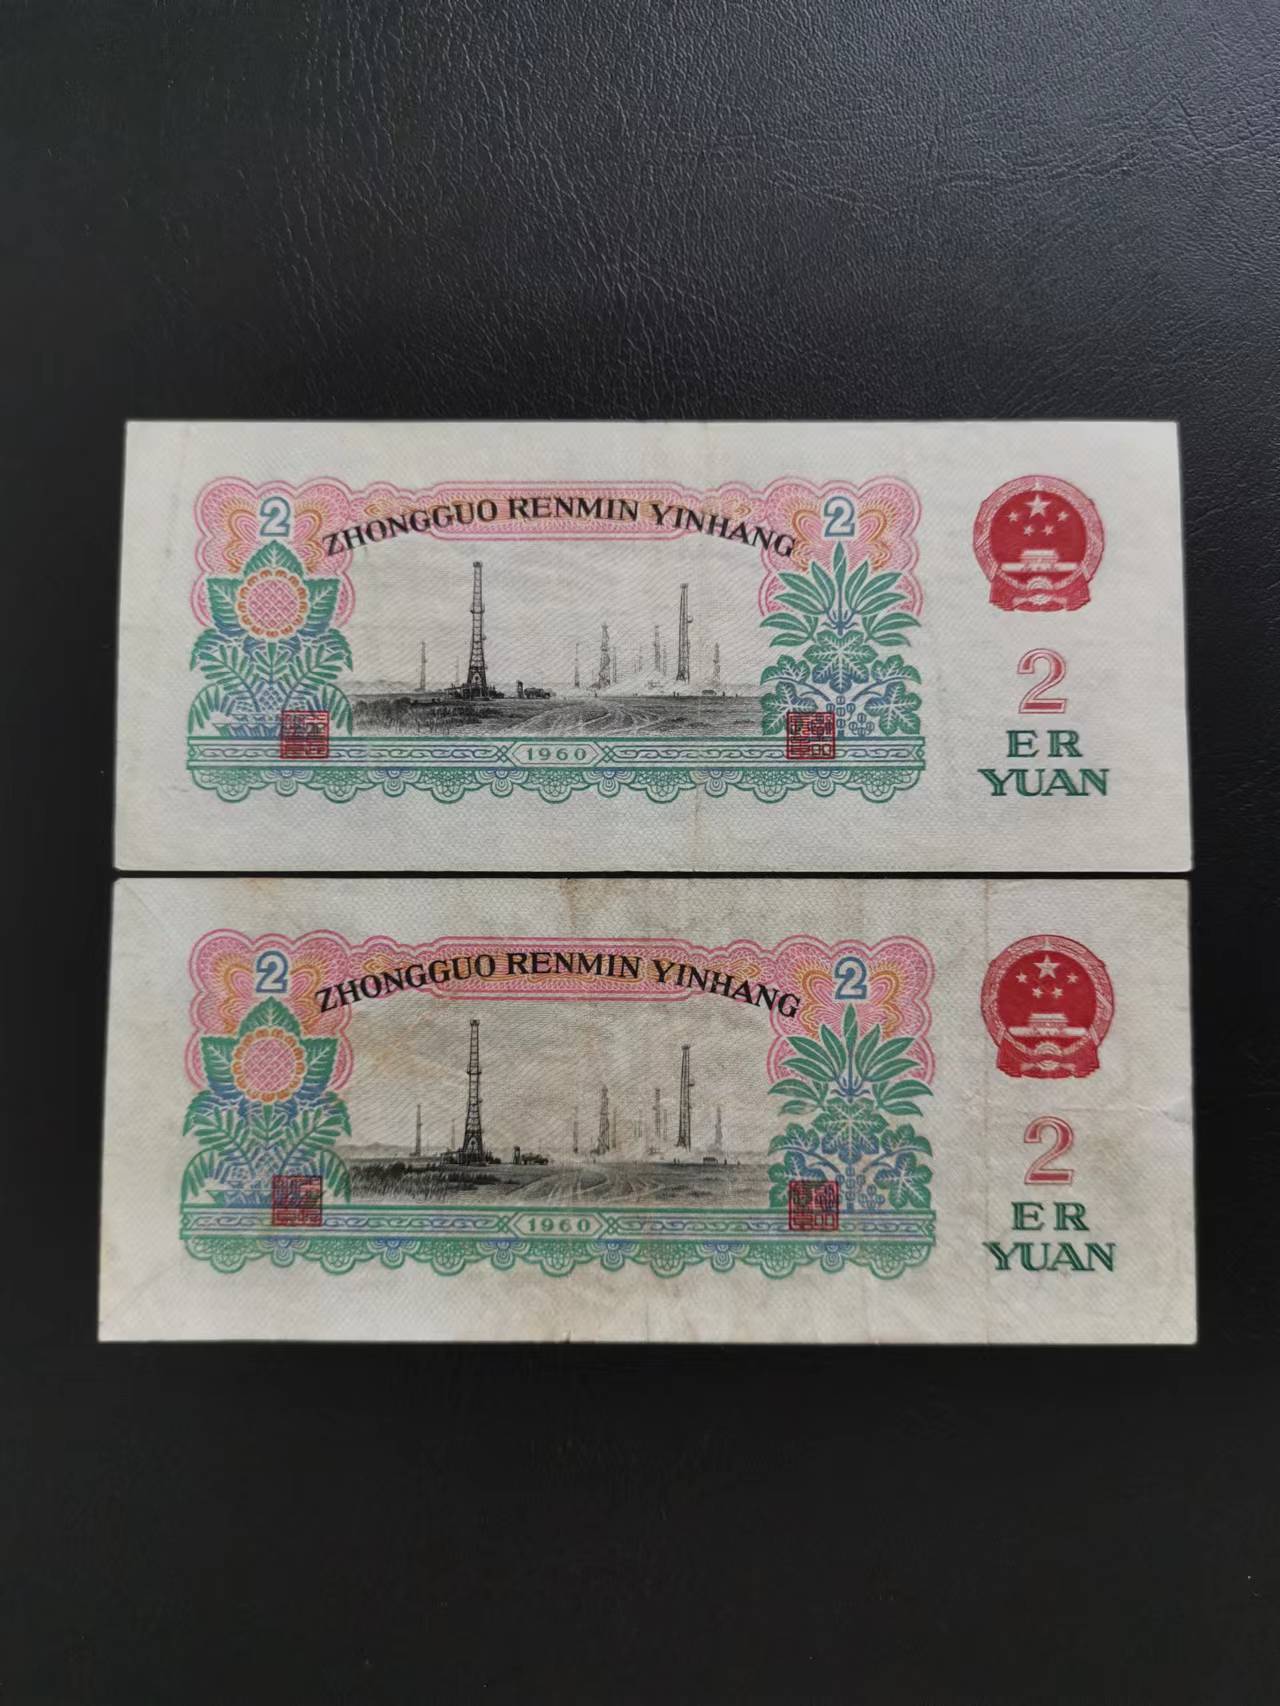 2 2
ZHONGGUO RENMIN YINHANG
2
ER
1960
YUAN
2 2
ZHONGGUO RENMIN YINHANG
2
ER
1960
YUAN